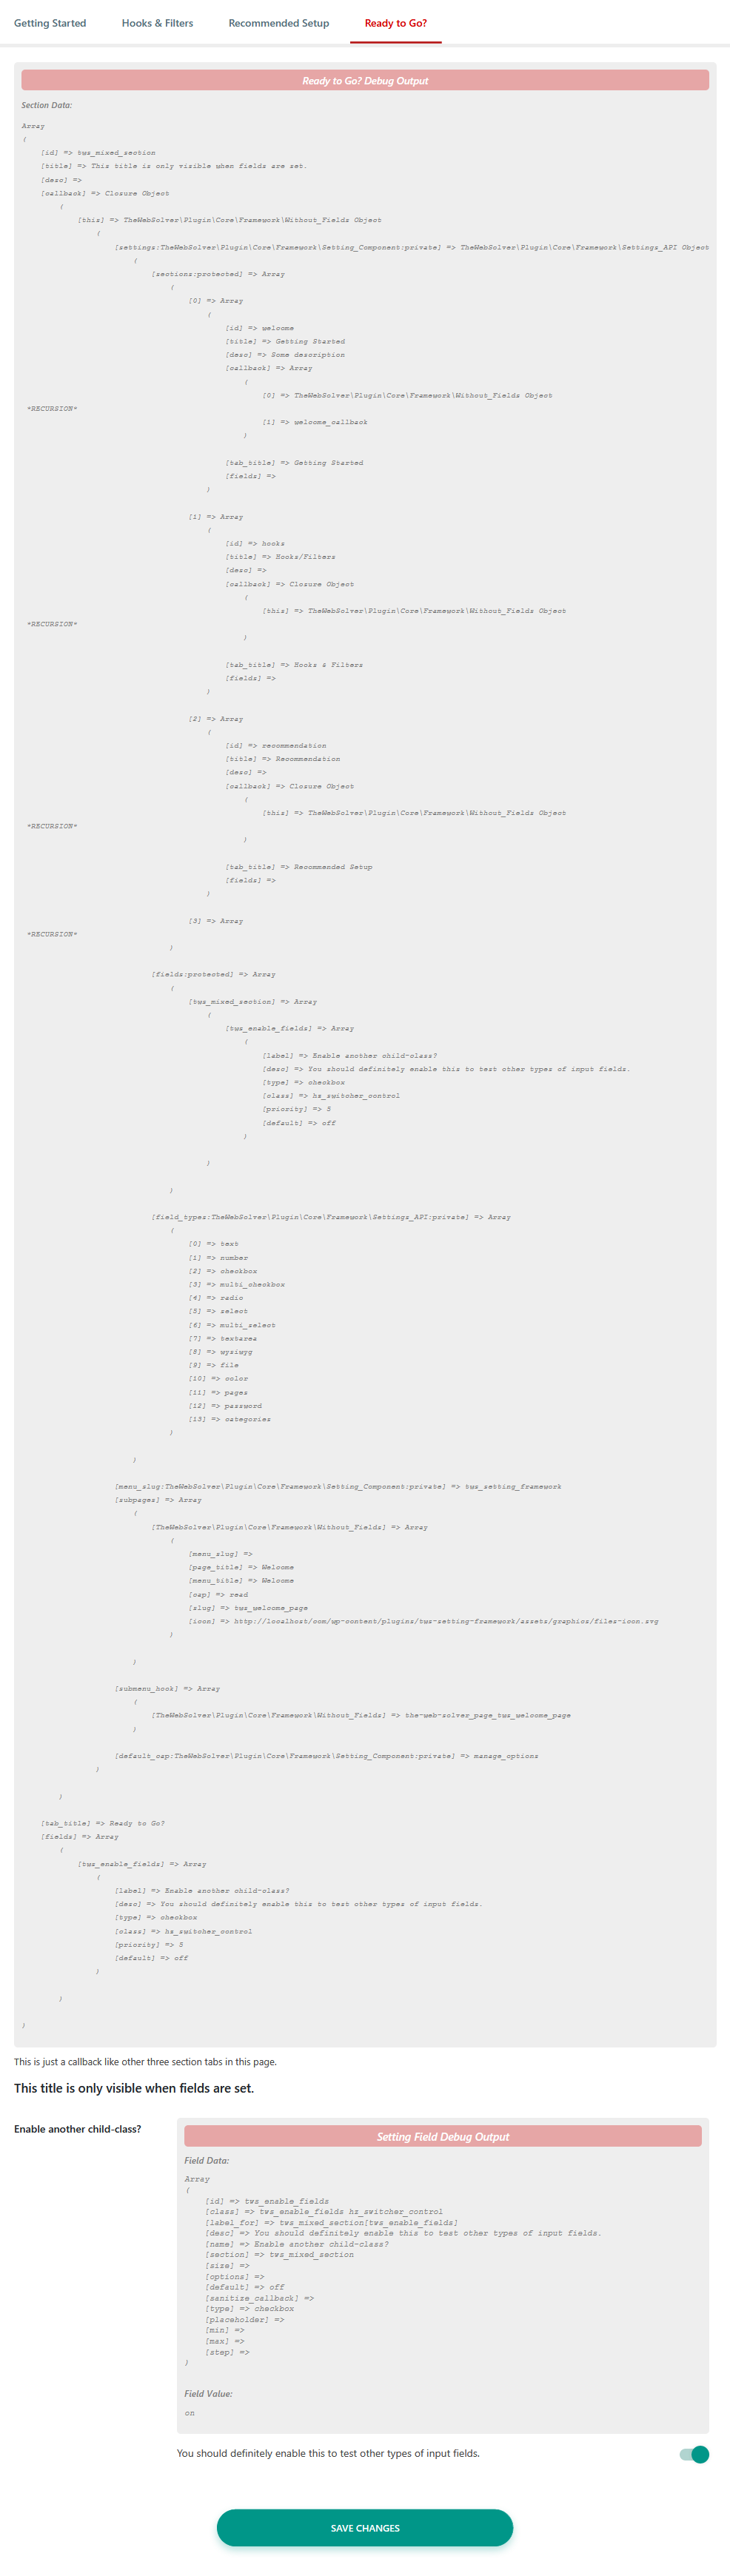 Getting Started
Hooks & Filters
Recommended Setup
Ready to Go?
Ready to Go? Debug Output
Section Data:
Array
(
[id] => tws_mixed_section
[title] => This title is only visible when fields are set.
[desc] =>
[callback] => Closure Object
(
[this] => TheWebSolver\Plugin\Core\Framework\Without_Fields Object
(
[settings:TheWebSolver\Plugin\Core\Framework\Setting_Component:private] => TheWebSolver\Plugin\Core\Framework\Settings_API Object
(
[sections:protected] => Array
(
[0] => Array
(
[id] => welcome
[title] => Getting Started
[desc] => Some description
[callback] => Array
(
[0] => TheWebSolver\Plugin\Core\Framework\Without_Fields Object
*RECURSION*
[1] => welcome_callback
)
[tab_title] => Getting Started
[fields] =>
)
[1] => Array
(
[id] => hooks
[title] => Hooks/Filters
[desc] =>
[callback] => Closure Object
(
[this] => TheWebSolver\Plugin\Core\Framework\Without_Fields Object
*RECURSION*
)
[tab_title] => Hooks & Filters
[fields] =>
)
[2] => Array
(
[id] => recommendation
[title] => Recommendation
[desc] =>
[callback] => Closure Object
(
[this] => TheWebSolver\Plugin\Core\Framework\Without_Fields Object
*RECURSION*
)
[tab_title] => Recommended Setup
[fields] =>
)
[3] => Array
*RECURSION*
)
[fields:protected] => Array
(
[tws_mixed_section] => Array
(
[tws_enable_fields] => Array
(
[label] => Enable another child-class?
[desc] => You should definitely enable this to test other types of input fields.
[type] => checkbox
[class] => hz_switcher_control
[priority] => 5
[default] => off
)
)
)
[field_types:TheWebSolver\Plugin\Core\Framework\Settings_API:private] => Array
(
[0] => text
[1] => number
[2] => checkbox
[3] => multi_checkbox
[4] => radio
[5] => select
[6] => multi_select
[7] => textarea
[8] => wysiwyg
[9] => file
[10] => color
[11] => pages
[12] => password
[13] => categories
)
)
[menu_slug:TheWebSolver\Plugin\Core\Framework\Setting_Component:private] => tws_setting_framework
[subpages] => Array
(
[TheWebSolver\Plugin\Core\Framework\Without_Fields] => Array
(
[menu_slug] =>
[page_title] => Welcome
[menu_title] => Welcome
[cap] => read
[slug] => tws_welcome_page
[icon] => http://localhost/com/wp-content/plugins/tws-setting-framework/assets/graphics/files-icon.svg
)
)
[submenu_hook] => Array
(
[TheWebSolver\Plugin\Core\Framework\Without_Fields] => the-web-solver_page_tws_welcome_page
)
[default_cap:TheWebSolver\Plugin\Core\Framework\Setting_Component:private] => manage_options
)
)
[tab_title] => Ready to Go?
[fields] => Array
(
[tws_enable_fields] => Array
(
[label] => Enable another child-class?
[desc] => You should definitely enable this to test other types of input fields.
[type] => checkbox
[class] => hz_switcher_control
[priority] => 5
[default] => off
)
)
)
This is just a callback like other three section tabs in this page.
This title is only visible when fields are set.
Enable another child-class?
Setting Field Debug Output
Field Data:
Array
(
[id] => tws_enable_fields
[class] => tws_enable_fields hz_switcher_control
[label_for] => tws_mixed_section[tws_enable_fields]
[desc] => You should definitely enable this to test other types of input fields.
[name] => Enable another child-class?
[section] => tws_mixed_section
[size] =>
[options] =>
[default] => off
[sanitize_callback] =>
[type] => checkbox
[placeholder] =>
[min] =>
[max] =>
[step] =>
)
Field Value:
on
You should definitely enable this to test other types of input fields.
SAVE CHANGES